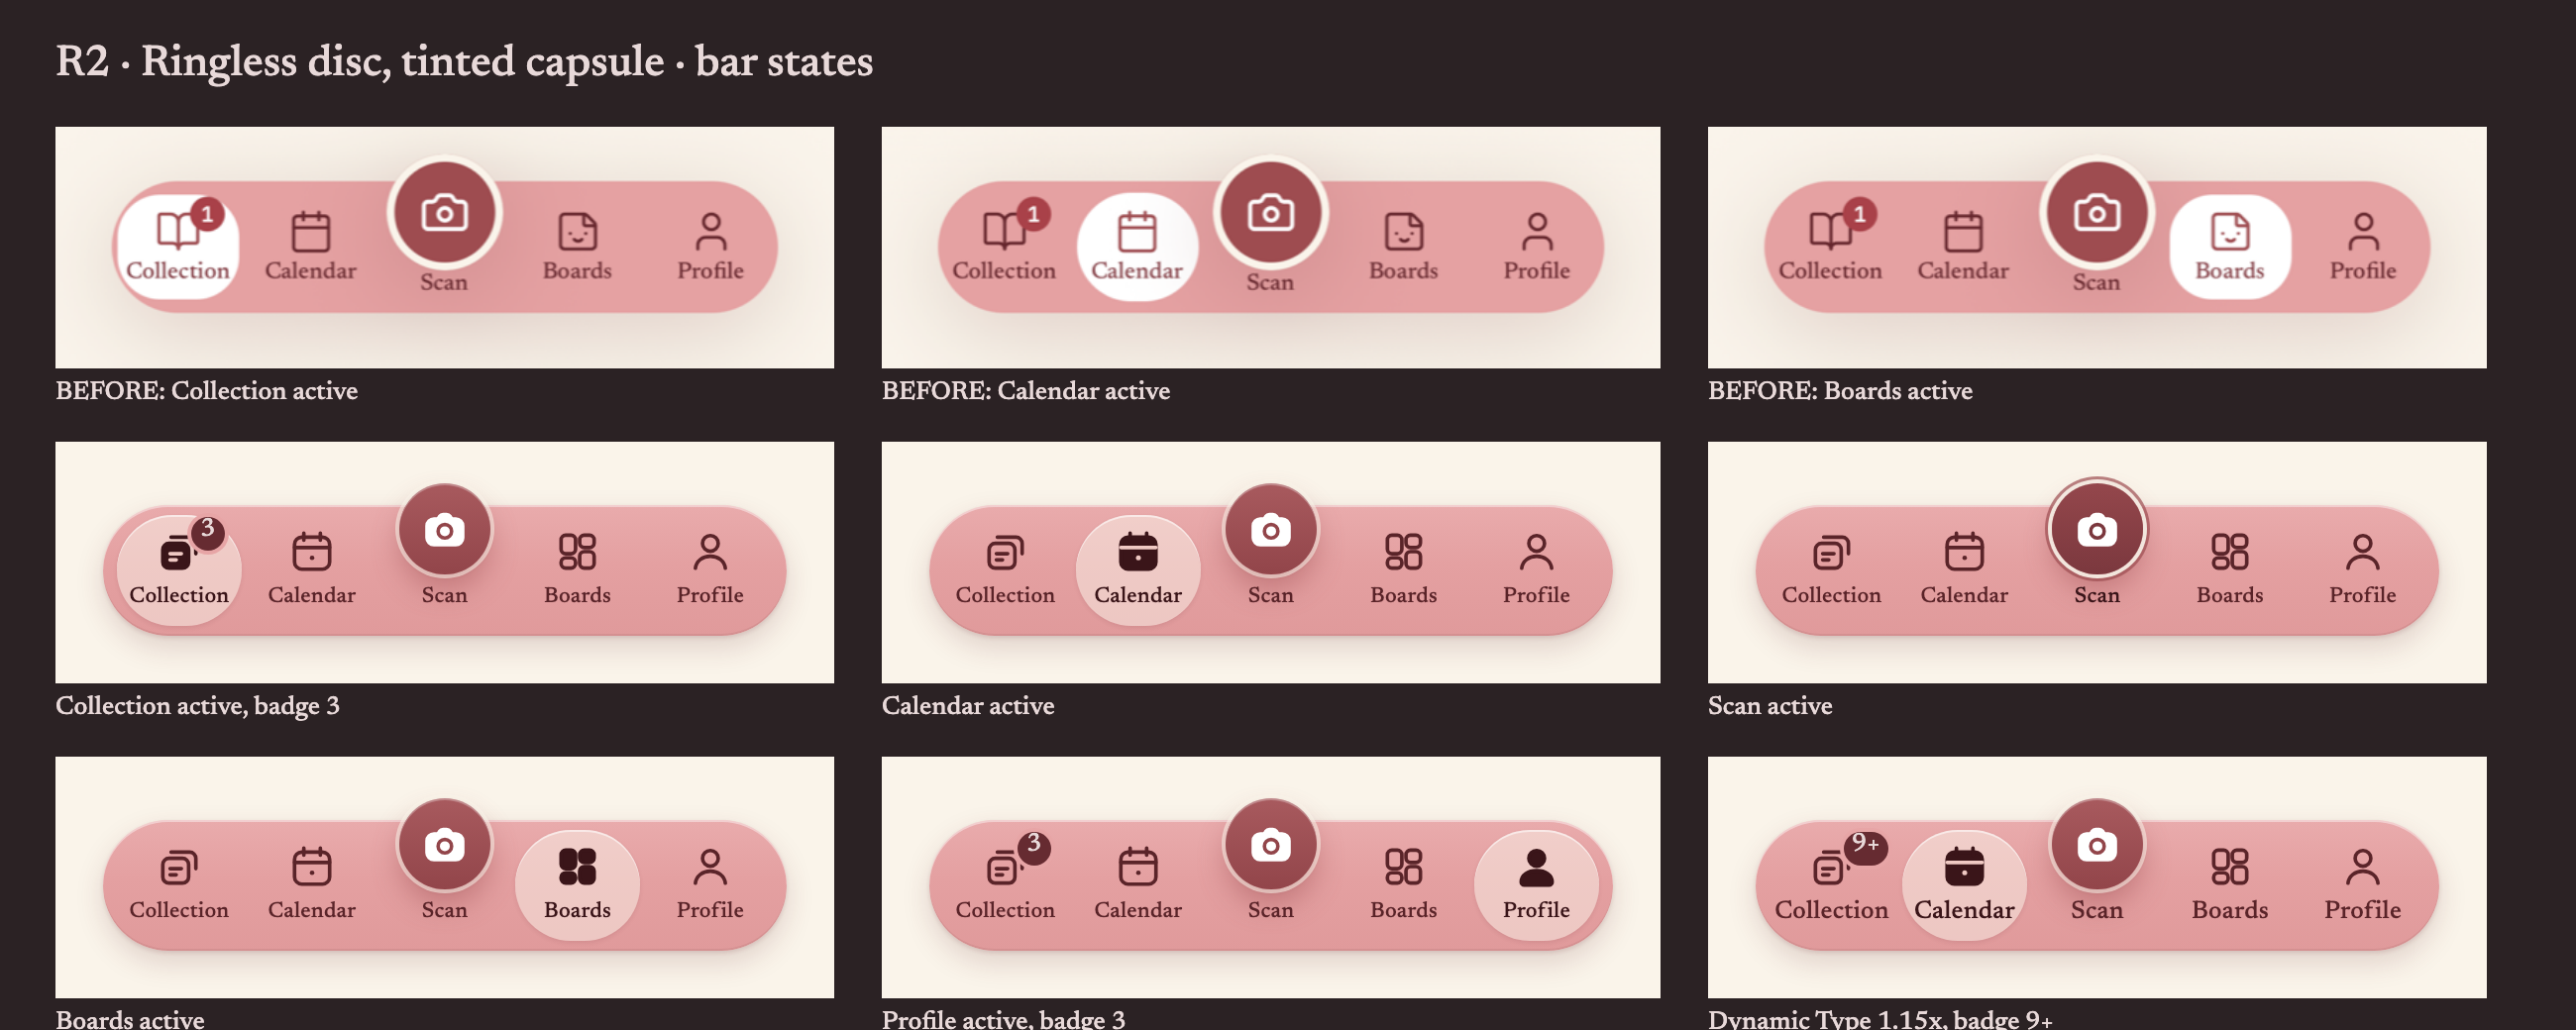 R2 · Ringless disc, tinted capsule · bar states
1
Collection
Calendar
Scan
Boards
Profile
BEFORE: Collection active
1
Collection
Calendar
Scan
Boards
Profile
BEFORE: Calendar active
1
Collection
Calendar
Scan
Boards
Profile
BEFORE: Boards active
3
Collection
Calendar
Scan
Boards
Profile
Collection active, badge 3
Collection
Calendar
Scan
Boards
Profile
Calendar active
Collection
Calendar
Scan
Boards
Profile
Scan active
Collection
Calendar
Scan
Boards
Profile
Boards active
3
Collection
Calendar
Scan
Boards
Profile
Profile active, badge 3
9+
Collection
Calendar
Scan
Boards
Profile
Dynamic Type 1.15x, badge 9+